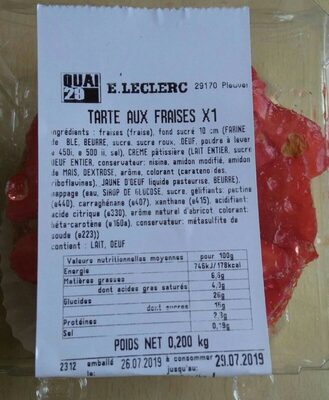 QUAI 29 E.LECLERC 29170 Pleuven
TARTE AUX FRAISES X1
Ingrédients : fraises (fraise), fond sucré 10 cm (FARINE
de BLE, BEURRE, sucre, sucre roux, OEUF, poudre à lever
e 450i, e 500 ii, sel), CREME pâtissière (LAIT ENTIER, sucre
OEUF ENTIER, conservateur: nisine, amidon modifié, amidon
de MAIS, DEXTROSE, arôme, colorant (carateno des,
riboflavines), JAUNE D'OEUF liquide pasteurise, BEURRE),
nappage (eau, SIROP DE GLUCOSE, sucre, gélifiants: pectine
(e440), carraghénane (e407), xanthane (e415), acidifiant:
acide citrique (e330), arôme naturel d'abricot, colorant:
bêta-carotène (e160a), conservateur: métasulfite de
soude (e223))
contient : LAIT, OEUF
Valeurs nutritionnelles moyennes pour 100g
Energie 746kJ/178kcal
Matières grasses 6,6g
dont acides gras saturés 4,0g
Glucides 26g
dont sucres
Protéines
Sel 0,19g
POIDS NET 0,200 kg
2312 emballé le 26.07.2019 à consommer jusqu'au: 29.07.2019